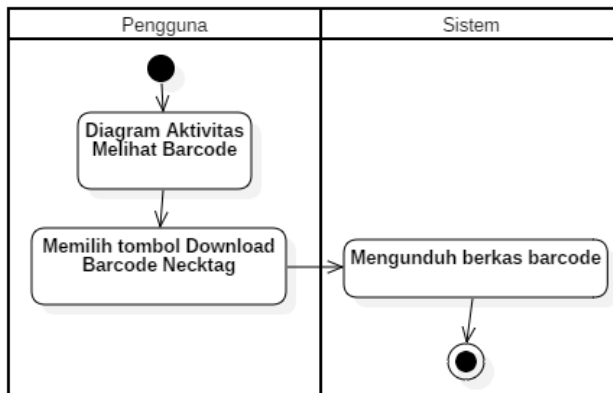 Pengguna
Sistem
Diagram Aktivitas
Melihat Barcode
Memilih tombol Download
Barcode Necktag
Mengunduh berkas barcode